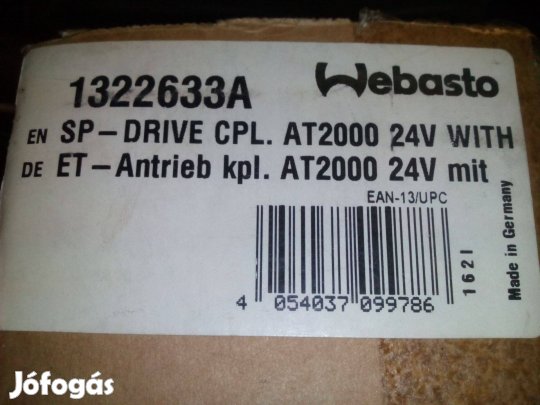 Webasto
1322633A
EN SP-DRIVE CPL. AT2000 24V WITH
DE ET-Antrieb kpl. AT2000 24V mit
EAN-13/UPC
4 054037 099786
1621
Made in Germany
Jófogás